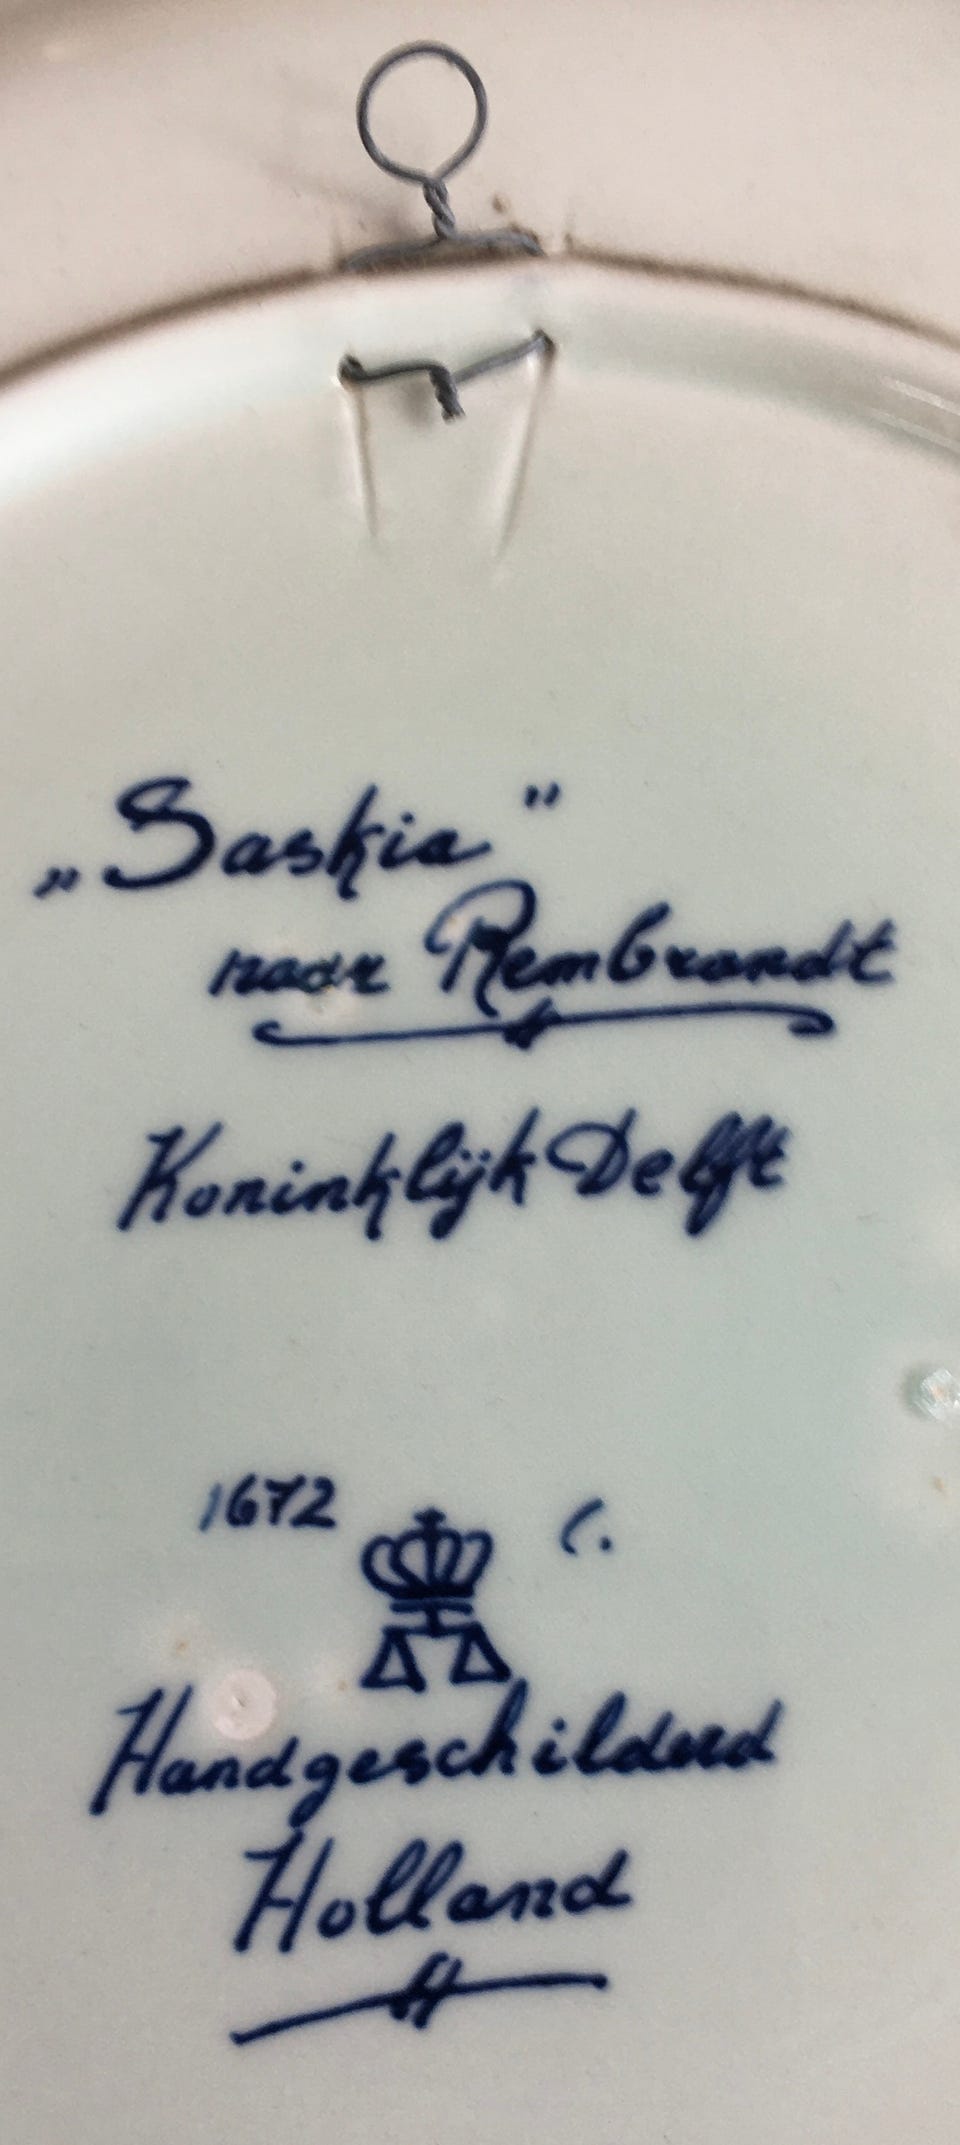 „Saskia”
naar Rembrandt
Koninklijk Delft
1672 C.
Handgeschilderd
Holland